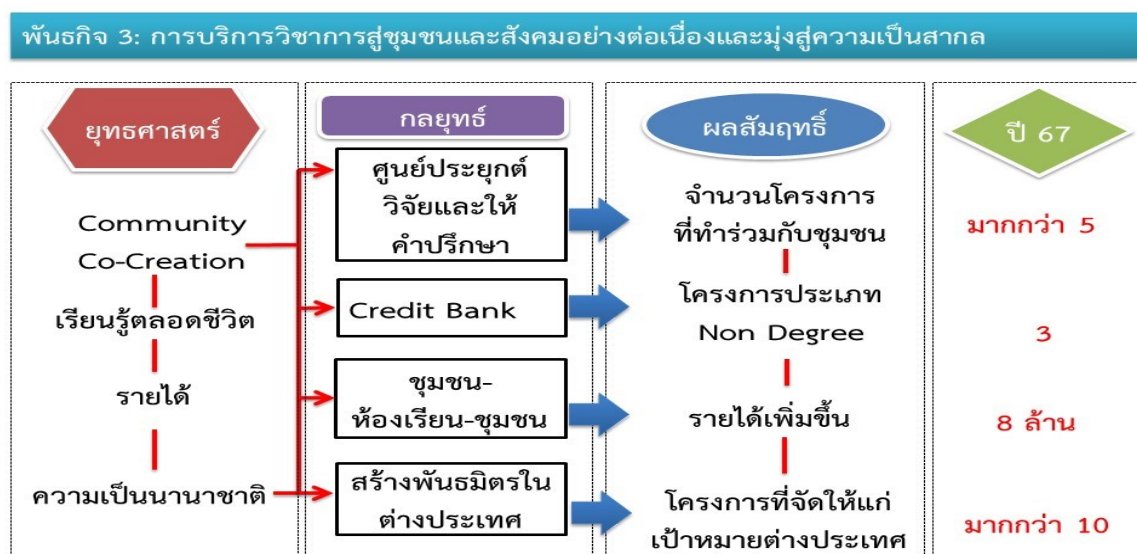 พันธกิจ 3: การบริการวิชาการสู่ชุมชนและสังคมอย่างต่อเนื่องและมุ่งสู่ความเป็นสากล
ยุทธศาสตร์
Community
Co-Creation
เรียนรู้ตลอดชีวิต
รายได้
ความเป็นนานาชาติ
กลยุทธ์
ศูนย์ประยุกต์
วิจัยและให้
คำปรึกษา
Credit Bank
ชุมชน-
ห้องเรียน-ชุมชน
สร้างพันธมิตรใน
ต่างประเทศ
ผลสัมฤทธิ์
จำนวนโครงการ
ที่ทำร่วมกับชุมชน
โครงการประเภท
Non Degree
รายได้เพิ่มขึ้น
โครงการที่จัดให้แก่
เป้าหมายต่างประเทศ
ปี 67
มากกว่า 5
3
8 ล้าน
มากกว่า 10